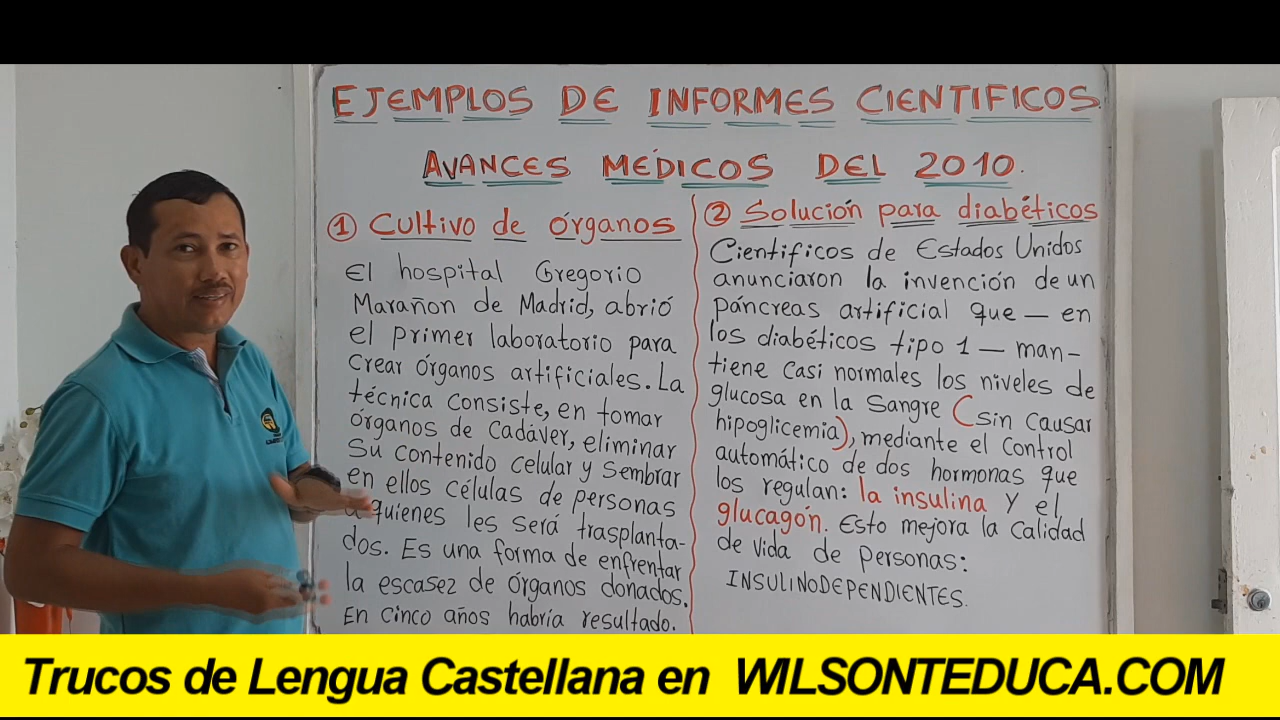 EJEMPLOS DE INFORMES CIENTIFICOS.
AVANCES MÉDICOS DEL 2010.
① Cultivo de órganos
El hospital Gregorio
Marañon de Madrid, abrió
el primer laboratorio para
crear órganos artificiales. La
técnica consiste, en tomar
órganos de cadáver, eliminar
su contenido celular y sembrar
en ellos células de personas
a quienes les será trasplanta-
dos. Es una forma de enfrentar
la escasez de órganos donados.
En cinco años habría resultado.
② Solución para diabéticos
Cientificos de Estados Unidos
anunciaron la invención de un
páncreas artificial que — en
los diabéticos tipo 1 — man-
tiene casi normales los niveles de
glucosa en la sangre (sin causar
hipoglicemia), mediante el control
automático de dos hormonas que
los regulan: la insulina y el
glucagón. Esto mejora la calidad
de vida de personas:
INSULINODEPENDIENTES.
Trucos de Lengua Castellana en WILSONTEDUCA.COM